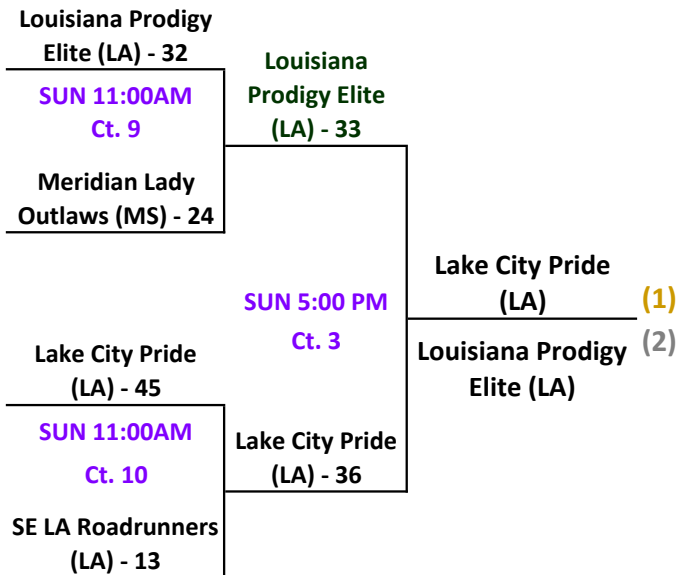 Louisiana Prodigy
Elite (LA) - 32
SUN 11:00AM
Ct. 9
Meridian Lady
Outlaws (MS) - 24
Louisiana
Prodigy Elite
(LA) - 33
SUN 5:00 PM
Ct. 3
Lake City Pride
(LA) - 45
SUN 11:00AM
Ct. 10
SE LA Roadrunners
(LA) - 13
Lake City Pride
(LA) - 36
Lake City Pride
(LA)
(1)
Louisiana Prodigy
Elite (LA)
(2)